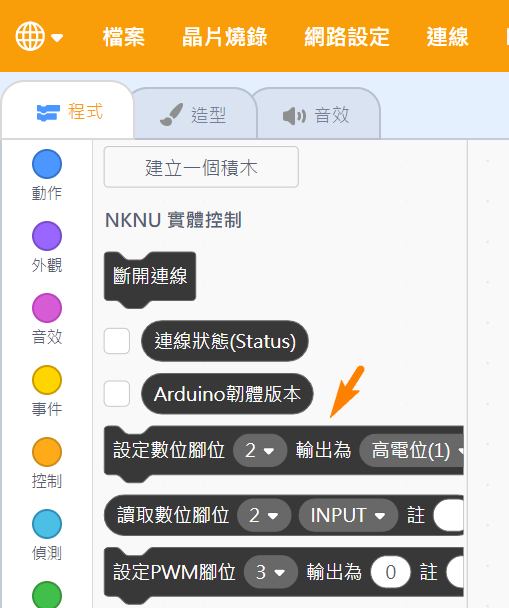 檔案 晶片燒錄 網路設定 連線
程式 造型 音效
建立一個積木
動作
NKNU 實體控制
外觀
斷開連線
音效
連線狀態(Status)
事件
Arduino韌體版本
控制
設定數位腳位 2 輸出為 高電位(1)
偵測
讀取數位腳位 2 INPUT 註
設定PWM腳位 3 輸出為 0 註